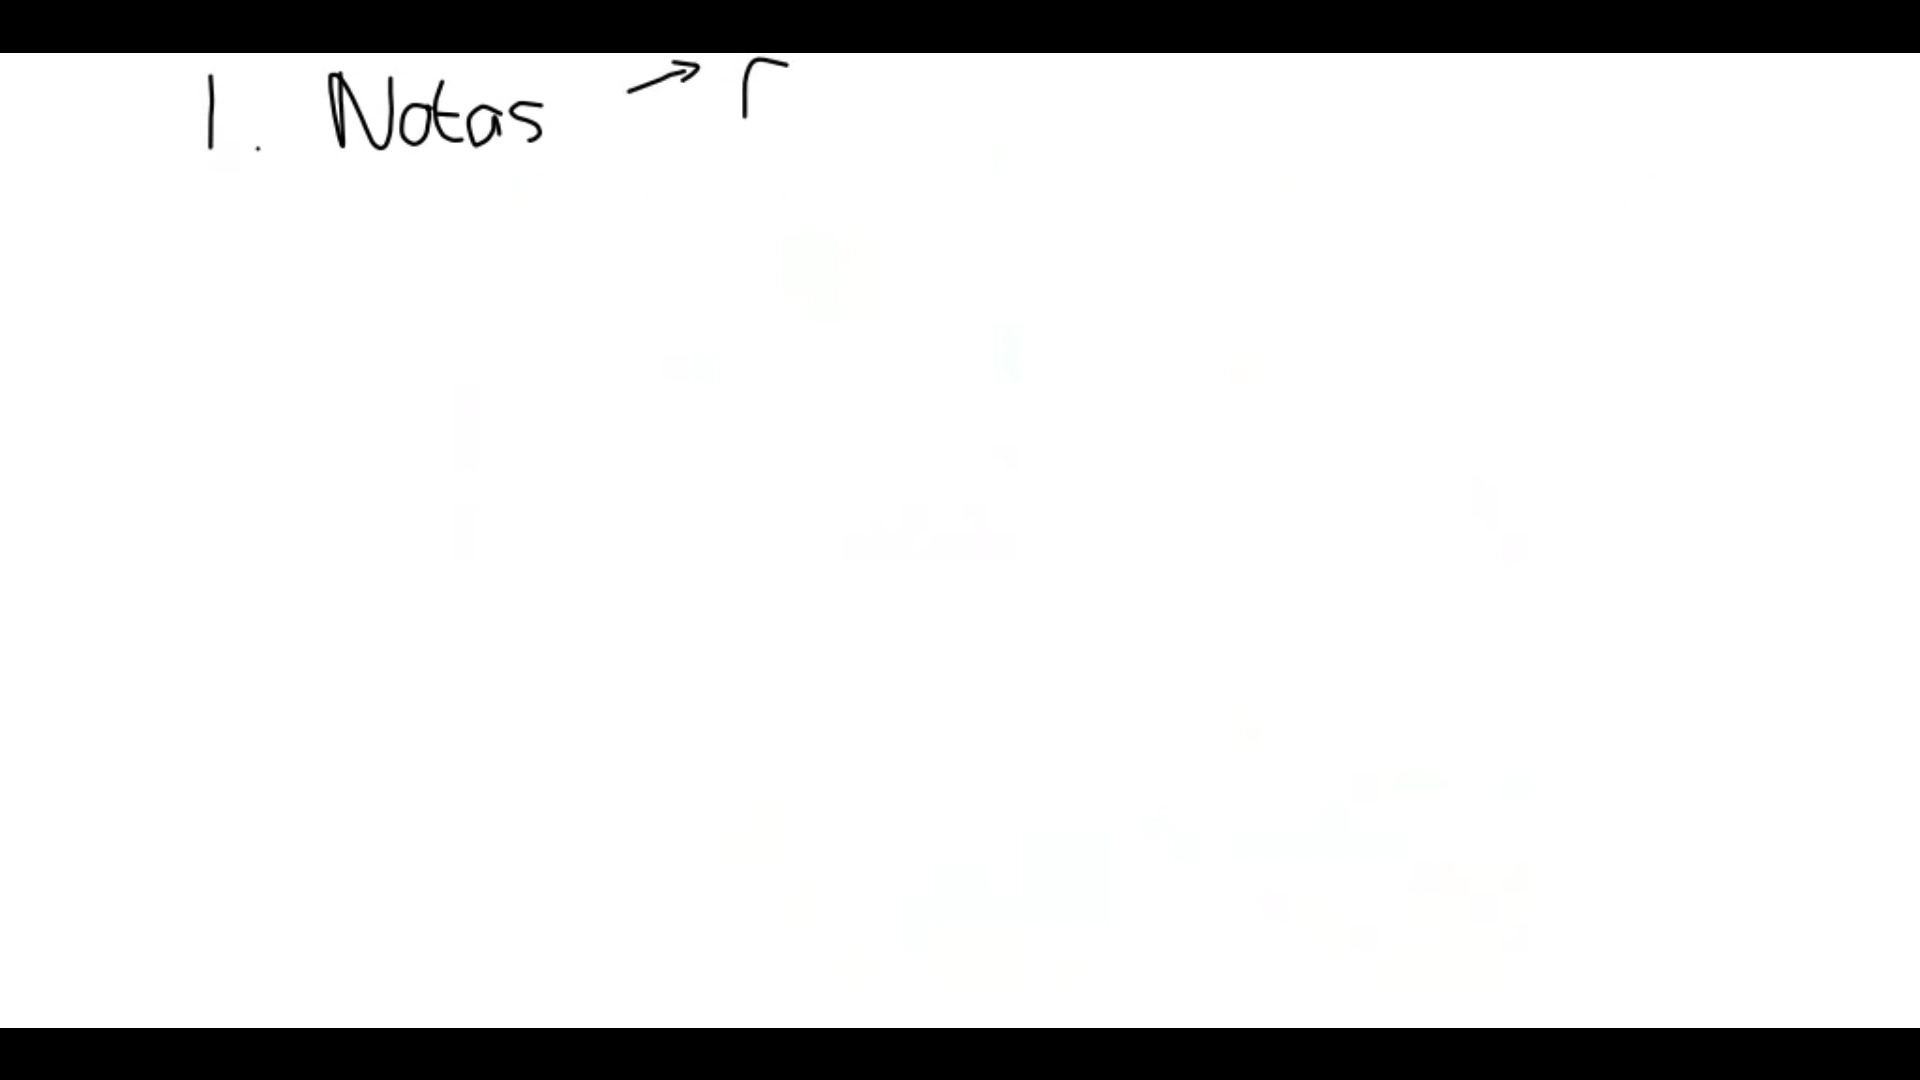 1. Notas → r